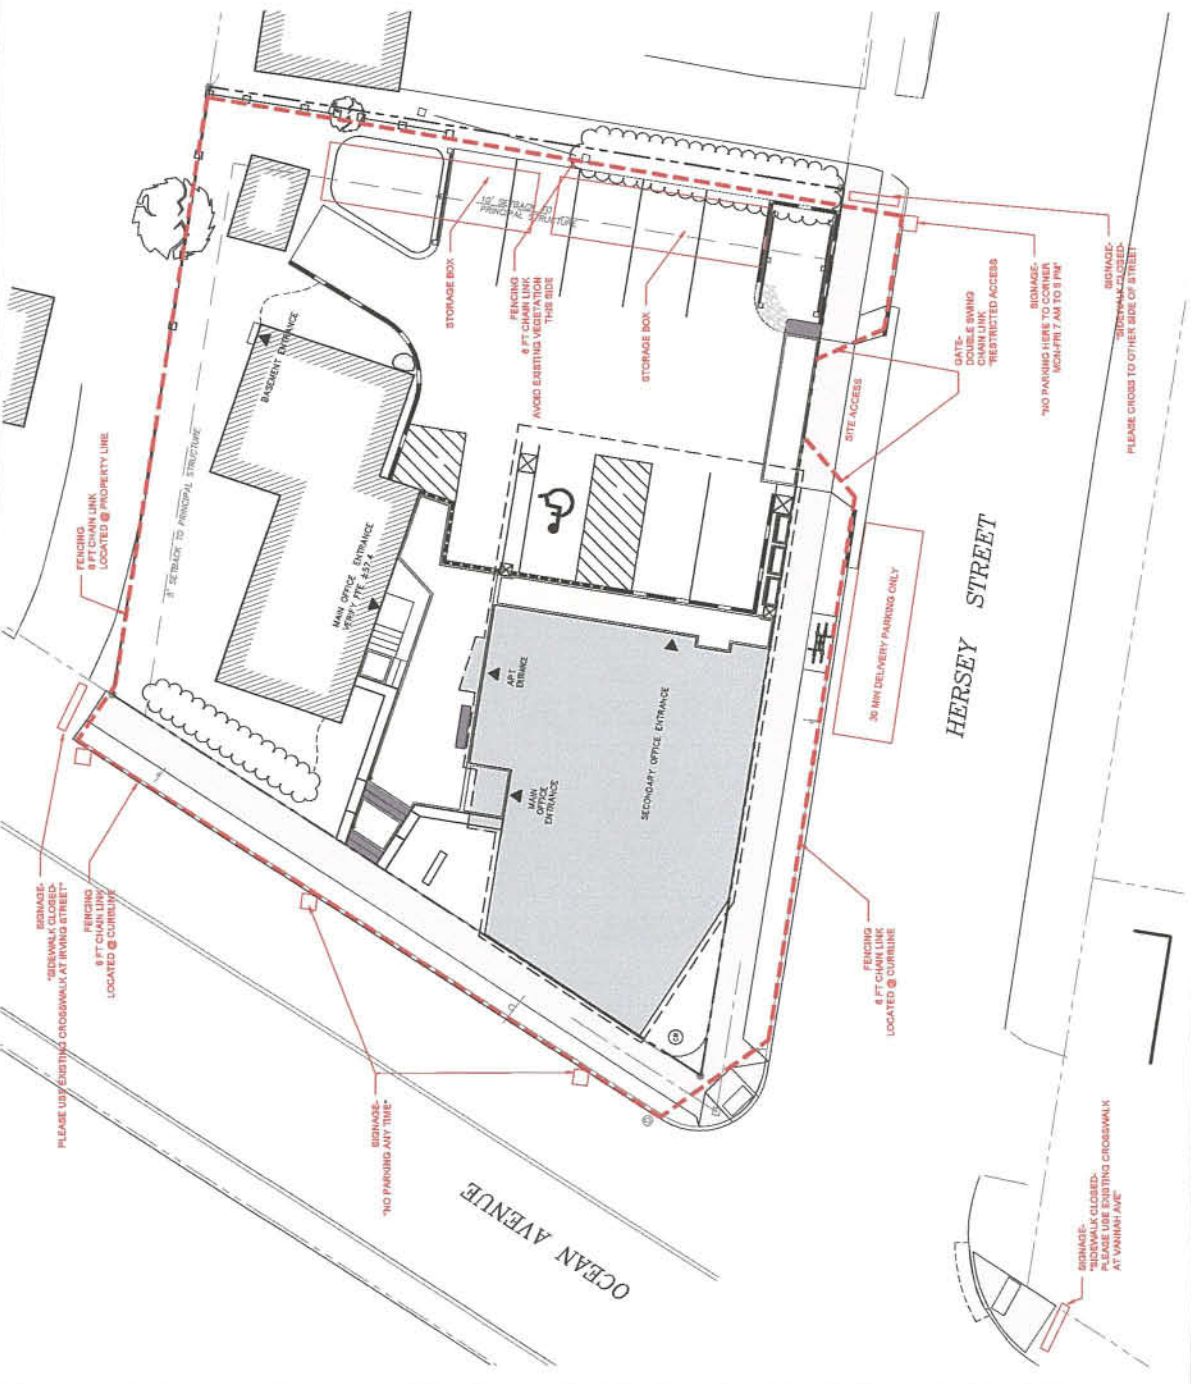 FENCING
6 FT CHAIN LINK
LOCATED @ PROPERTY LINE
8' SETBACK TO PRINCIPAL STRUCTURE
BASEMENT ENTRANCE
MAIN OFFICE ENTRANCE
STORAGE BOX
10' SETBACK TO
PRINCIPAL STRUCTURE
FENCING
6 FT CHAIN LINK
AVOID EXISTING VEGETATION
THIS SIDE
STORAGE BOX
SITE ACCESS
GATE-
DOUBLE SWING
CHAIN LINK
"RESTRICTED ACCESS
SIGNAGE-
"NO PARKING HERE TO CORNER
MON-FRI 7 AM TO 5 PM"
SIGNAGE-
"SIDEWALK CLOSED-
PLEASE CROSS TO OTHER SIDE OF STREET
30 MIN DELIVERY PARKING ONLY
HERSEY STREET
APT
MAIN
OFFICE
ENTRANCE
SECONDARY OFFICE ENTRANCE
SIGNAGE-
"SIDEWALK CLOSED-
PLEASE USE EXISTING CROSSWALK AT IRVING STREET"
FENCING
6 FT CHAIN LINK
LOCATED @ CURBLINE
SIGNAGE-
"NO PARKING ANY TIME"
FENCING
6 FT CHAIN LINK
LOCATED @ CURBLINE
OCEAN AVENUE
SIGNAGE-
"SIDEWALK CLOSED-
PLEASE USE EXISTING CROSSWALK
AT VANNAH AVE"